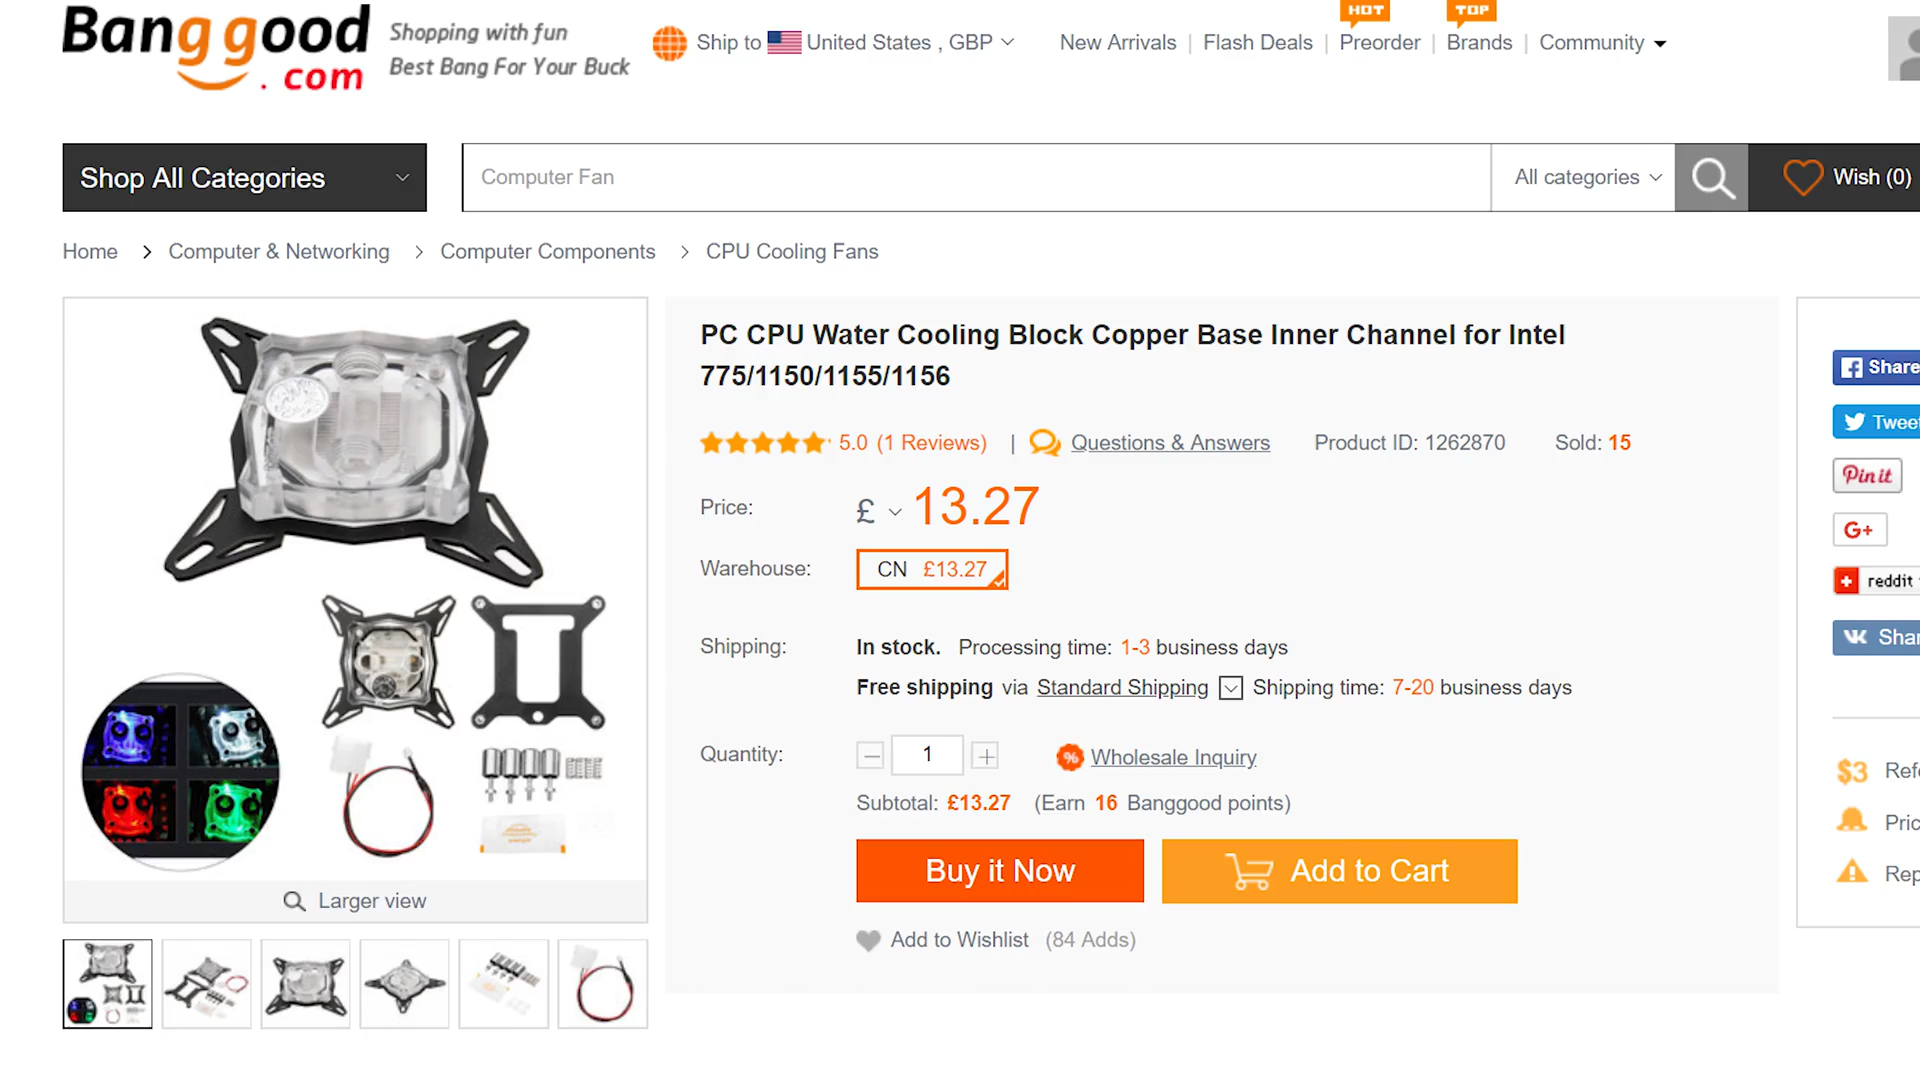 Banggood
.com
Shopping with fun
Best Bang For Your Buck
Ship to United States , GBP
HOT
TOP
New Arrivals | Flash Deals | Preorder | Brands | Community
Shop All Categories
Computer Fan
All categories
Wish (0)
Home > Computer & Networking > Computer Components > CPU Cooling Fans
PC CPU Water Cooling Block Copper Base Inner Channel for Intel
775/1150/1155/1156
5.0 (1 Reviews) | Questions & Answers Product ID: 1262870 Sold: 15
Price: £ 13.27
Warehouse: CN £13.27
Shipping: In stock. Processing time: 1-3 business days
Free shipping via Standard Shipping Shipping time: 7-20 business days
Quantity: 1 Wholesale Inquiry
Subtotal: £13.27 (Earn 16 Banggood points)
Buy it Now
Add to Cart
Add to Wishlist (84 Adds)
Larger view
Share
Tweet
Pin it
G+
reddit
Shar
$3 Refe
Pric
Rep